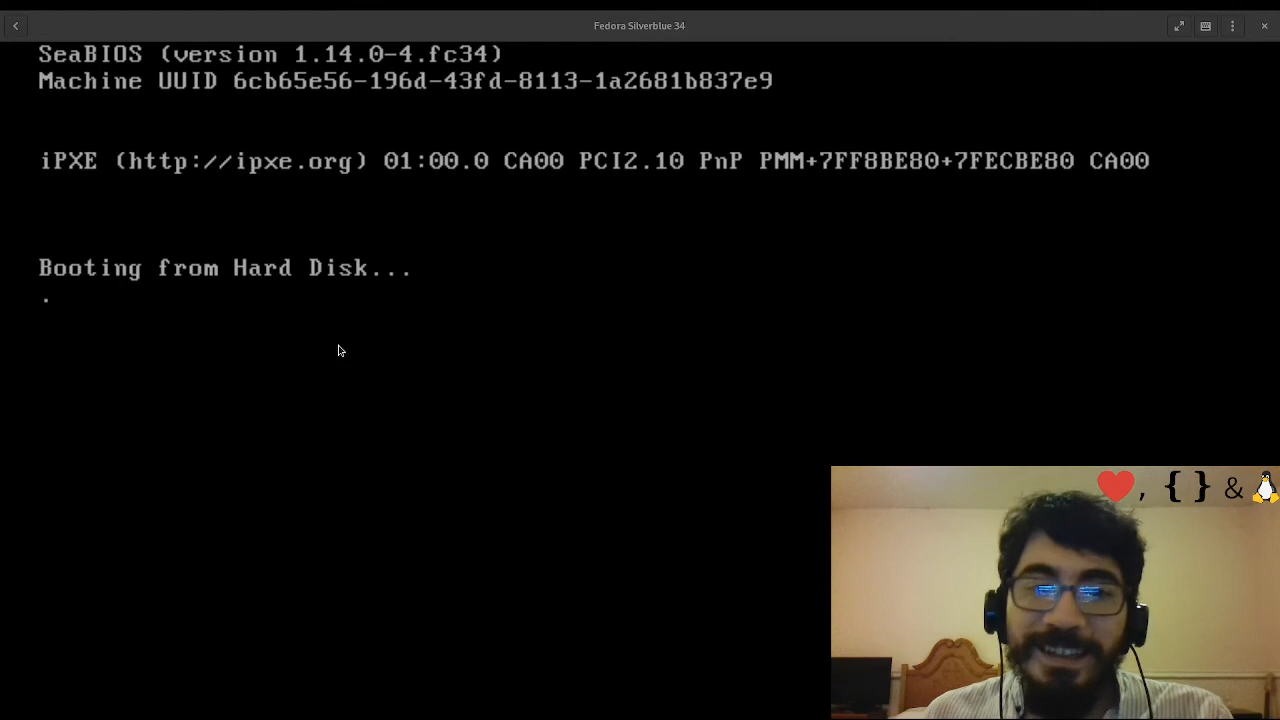 Fedora Silverblue 34
SeaBIOS (version 1.14.0-4.fc34)
Machine UUID 6cb65e56-196d-43fd-8113-1a2681b837e9
iPXE (http://ipxe.org) 01:00.0 CA00 PCI2.10 PnP PMM+7FF8BE80+7FECBE80 CA00
Booting from Hard Disk...
.
❤️, { } & 🐧